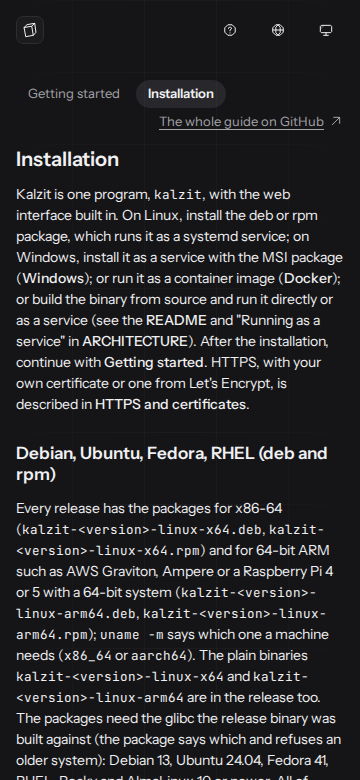 Getting started
Installation
The whole guide on GitHub
Installation
Kalzit is one program, kalzit, with the web
interface built in. On Linux, install the deb or rpm
package, which runs it as a systemd service; on
Windows, install it as a service with the MSI package
(Windows); or run it as a container image (Docker);
or build the binary from source and run it directly or
as a service (see the README and "Running as a
service" in ARCHITECTURE). After the installation,
continue with Getting started. HTTPS, with your
own certificate or one from Let's Encrypt, is
described in HTTPS and certificates.
Debian, Ubuntu, Fedora, RHEL (deb and
rpm)
Every release has the packages for x86-64
(kalzit-<version>-linux-x64.deb, kalzit-
<version>-linux-x64.rpm) and for 64-bit ARM
such as AWS Graviton, Ampere or a Raspberry Pi 4
or 5 with a 64-bit system (kalzit-<version>-
linux-arm64.deb, kalzit-<version>-linux-
arm64.rpm); uname -m says which one a machine
needs (x86_64 or aarch64). The plain binaries
kalzit-<version>-linux-x64 and kalzit-
<version>-linux-arm64 are in the release too.
The packages need the glibc the release binary was
built against (the package says which and refuses an
older system): Debian 13, Ubuntu 24.04, Fedora 41,
RHEL, Rocky and AlmaLinux 10 or newer. All of